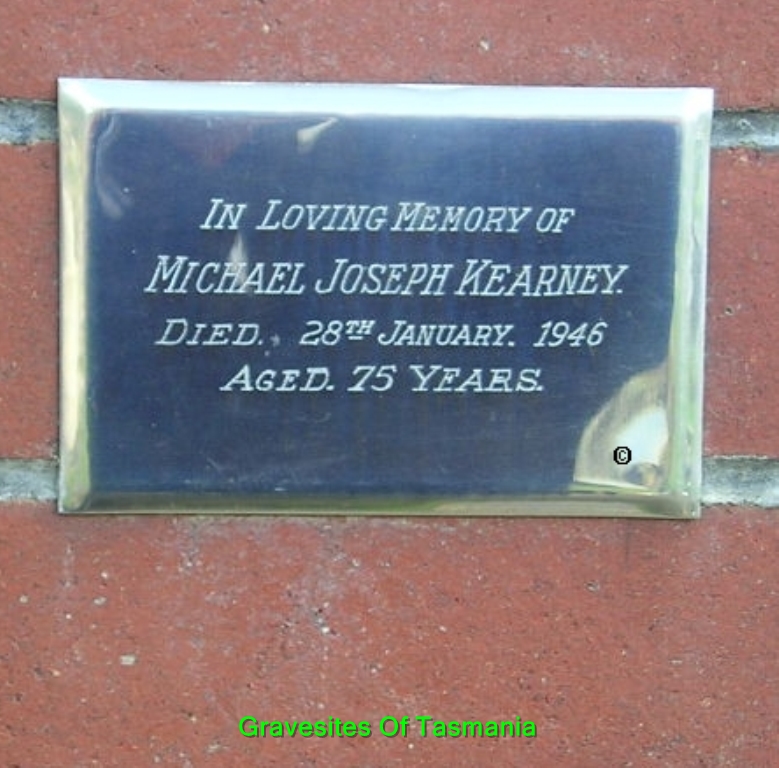 IN LOVING MEMORY OF
MICHAEL JOSEPH KEARNEY.
DIED. 28TH JANUARY. 1946
AGED. 75 YEARS.
©
Gravesites Of Tasmania